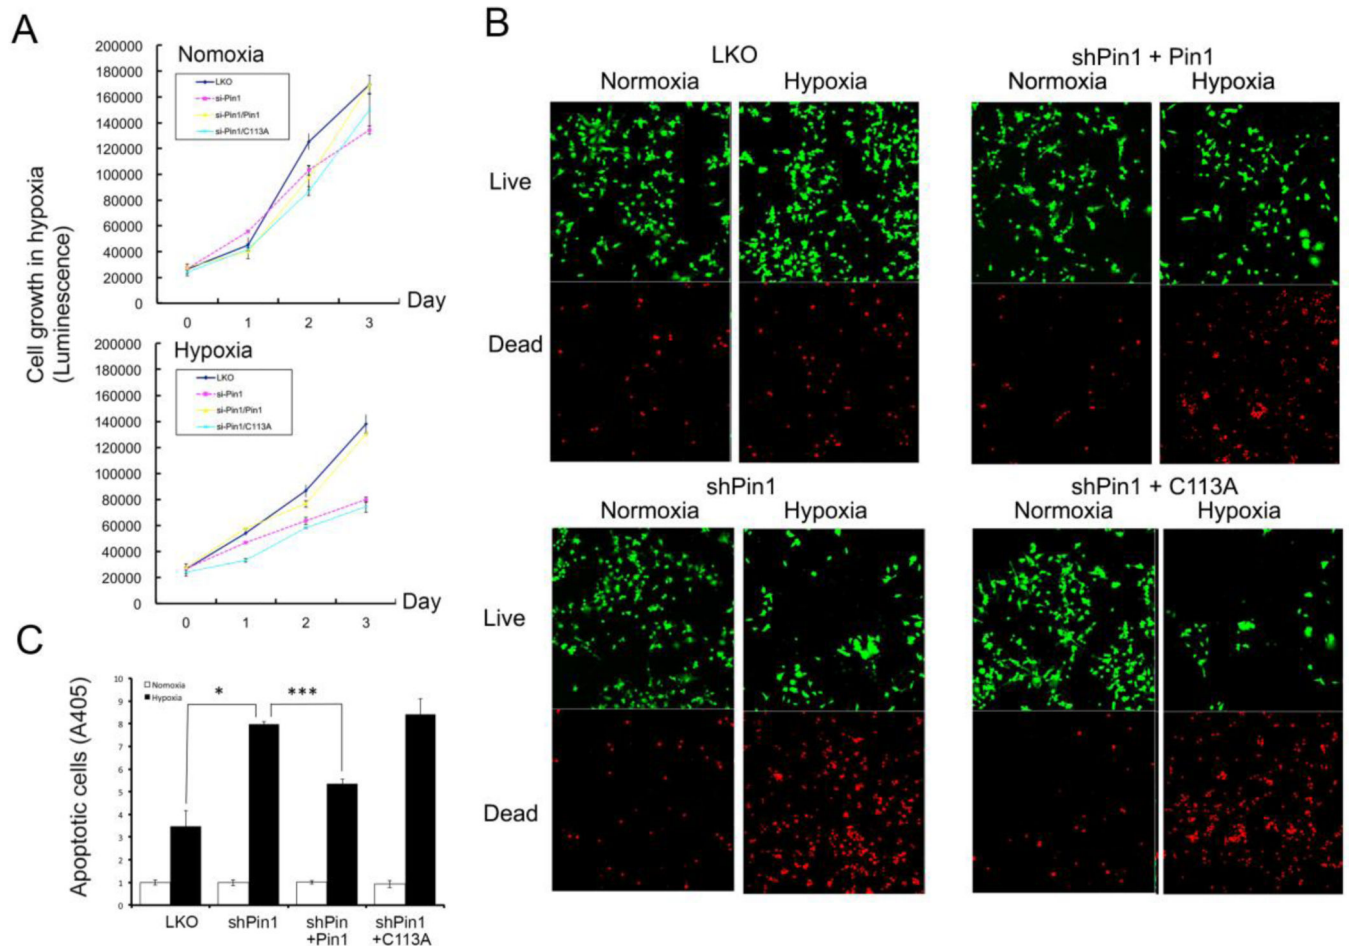 A
Nomoxia
LKO
si-Pin1
si-Pin1/Pin1
si-Pin1/C113A
200000
180000
160000
140000
120000
100000
80000
60000
40000
20000
0
0 1 2 3
Day
Cell growth in hypoxia
(Luminescence)
Hypoxia
LKO
si-Pin1
si-Pin1/Pin1
si-Pin1/C113A
200000
180000
160000
140000
120000
100000
80000
60000
40000
20000
0
0 1 2 3
Day
B
LKO
Normoxia Hypoxia
shPin1 + Pin1
Normoxia Hypoxia
Live
Dead
shPin1
Normoxia Hypoxia
shPin1 + C113A
Normoxia Hypoxia
Live
Dead
C
Apoptotic cells (A405)
10
9
8
7
6
5
4
3
2
1
0
Nomoxia
Hypoxia
* ***
LKO shPin1 shPin shPin1
+Pin1 +C113A